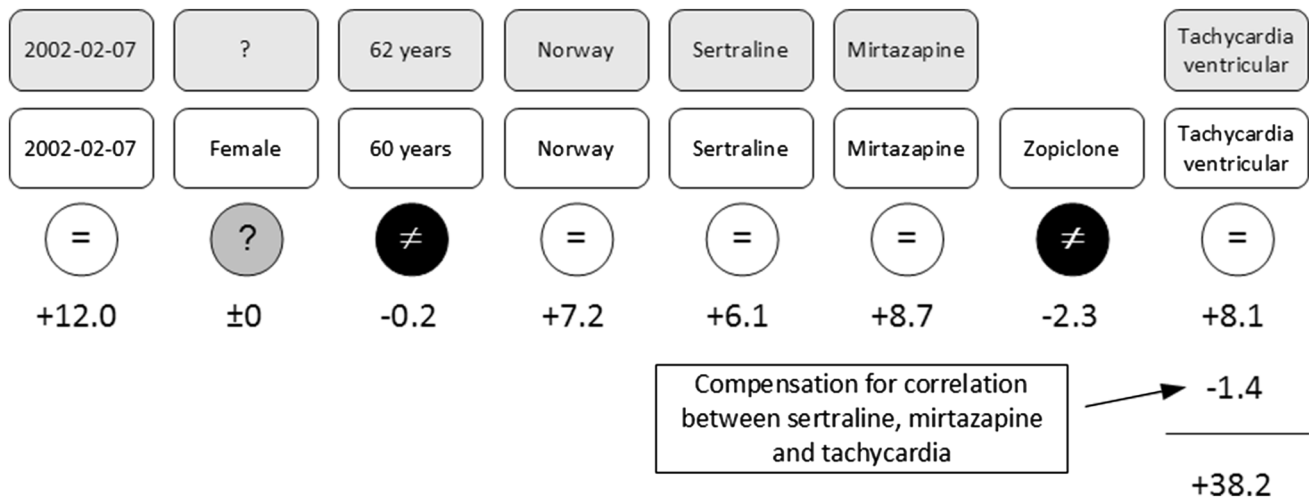 2002-02-07 ? 62 years Norway Sertraline Mirtazapine Tachycardia
ventricular
2002-02-07 Female 60 years Norway Sertraline Mirtazapine Zopiclone Tachycardia
ventricular
= ? ≠ = = = ≠ =
+12.0 ±0 -0.2 +7.2 +6.1 +8.7 -2.3 +8.1
Compensation for correlation
between sertraline, mirtazapine
and tachycardia
-1.4
+38.2